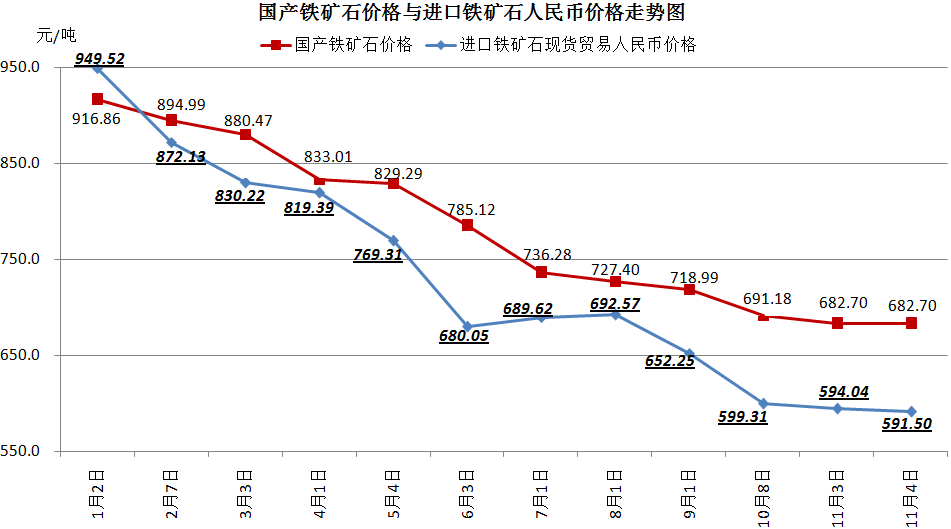 国产铁矿石价格与进口铁矿石人民币价格走势图
元/吨
国产铁矿石价格 进口铁矿石现货贸易人民币价格
950.0
850.0
750.0
650.0
550.0
916.86
894.99
880.47
833.01
829.29
785.12
736.28
727.40
718.99
691.18
682.70
682.70
949.52
872.13
830.22
819.39
769.31
680.05
689.62
692.57
652.25
599.31
594.04
591.50
1月2日
2月7日
3月3日
4月1日
5月4日
6月3日
7月1日
8月1日
9月1日
10月8日
11月3日
11月4日